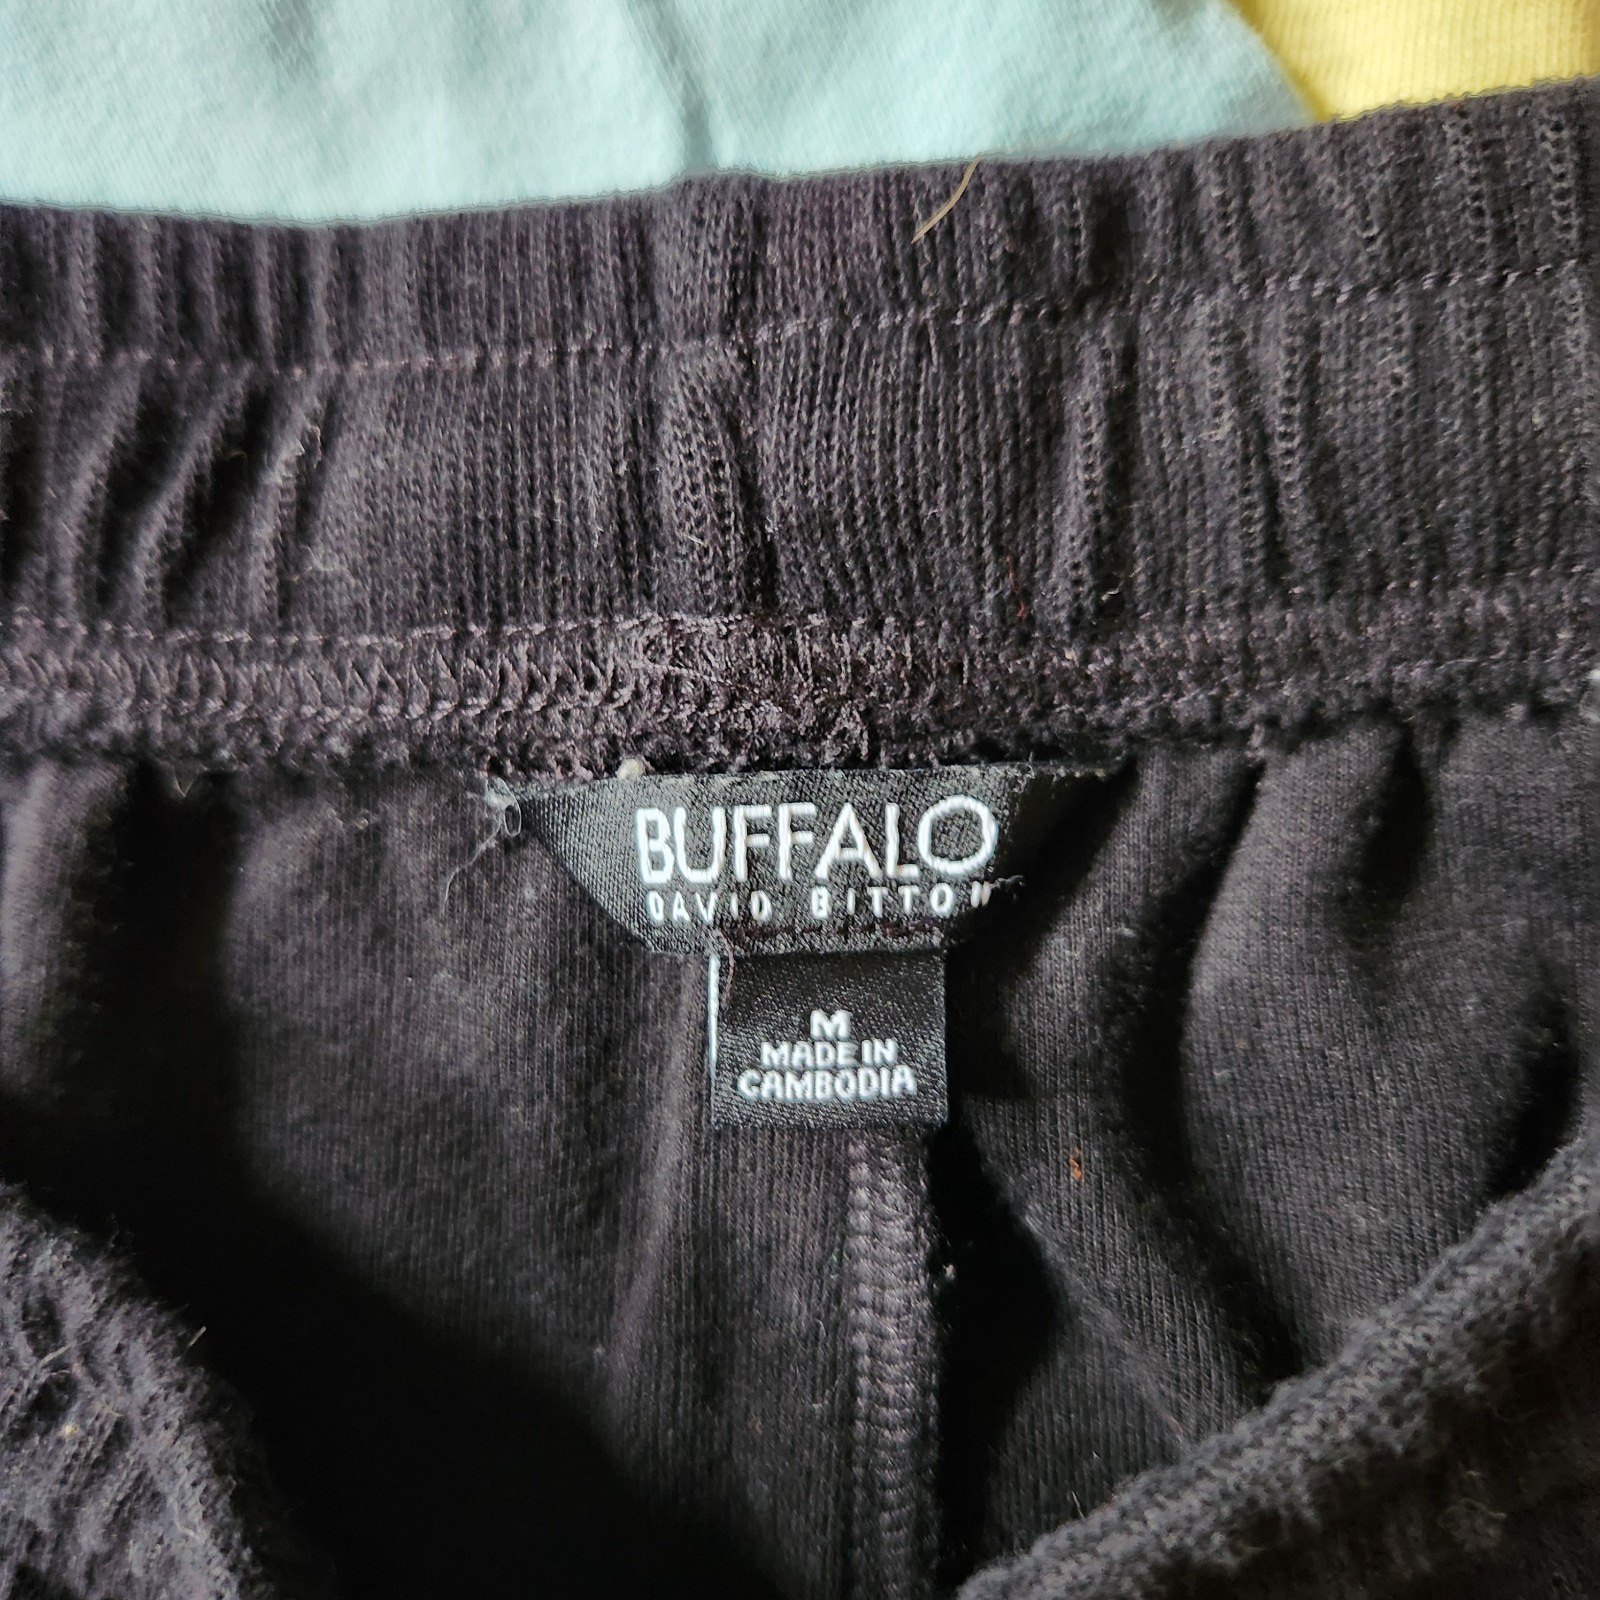 BUFFALO
DAVID BITTON
M
MADE IN
CAMBODIA